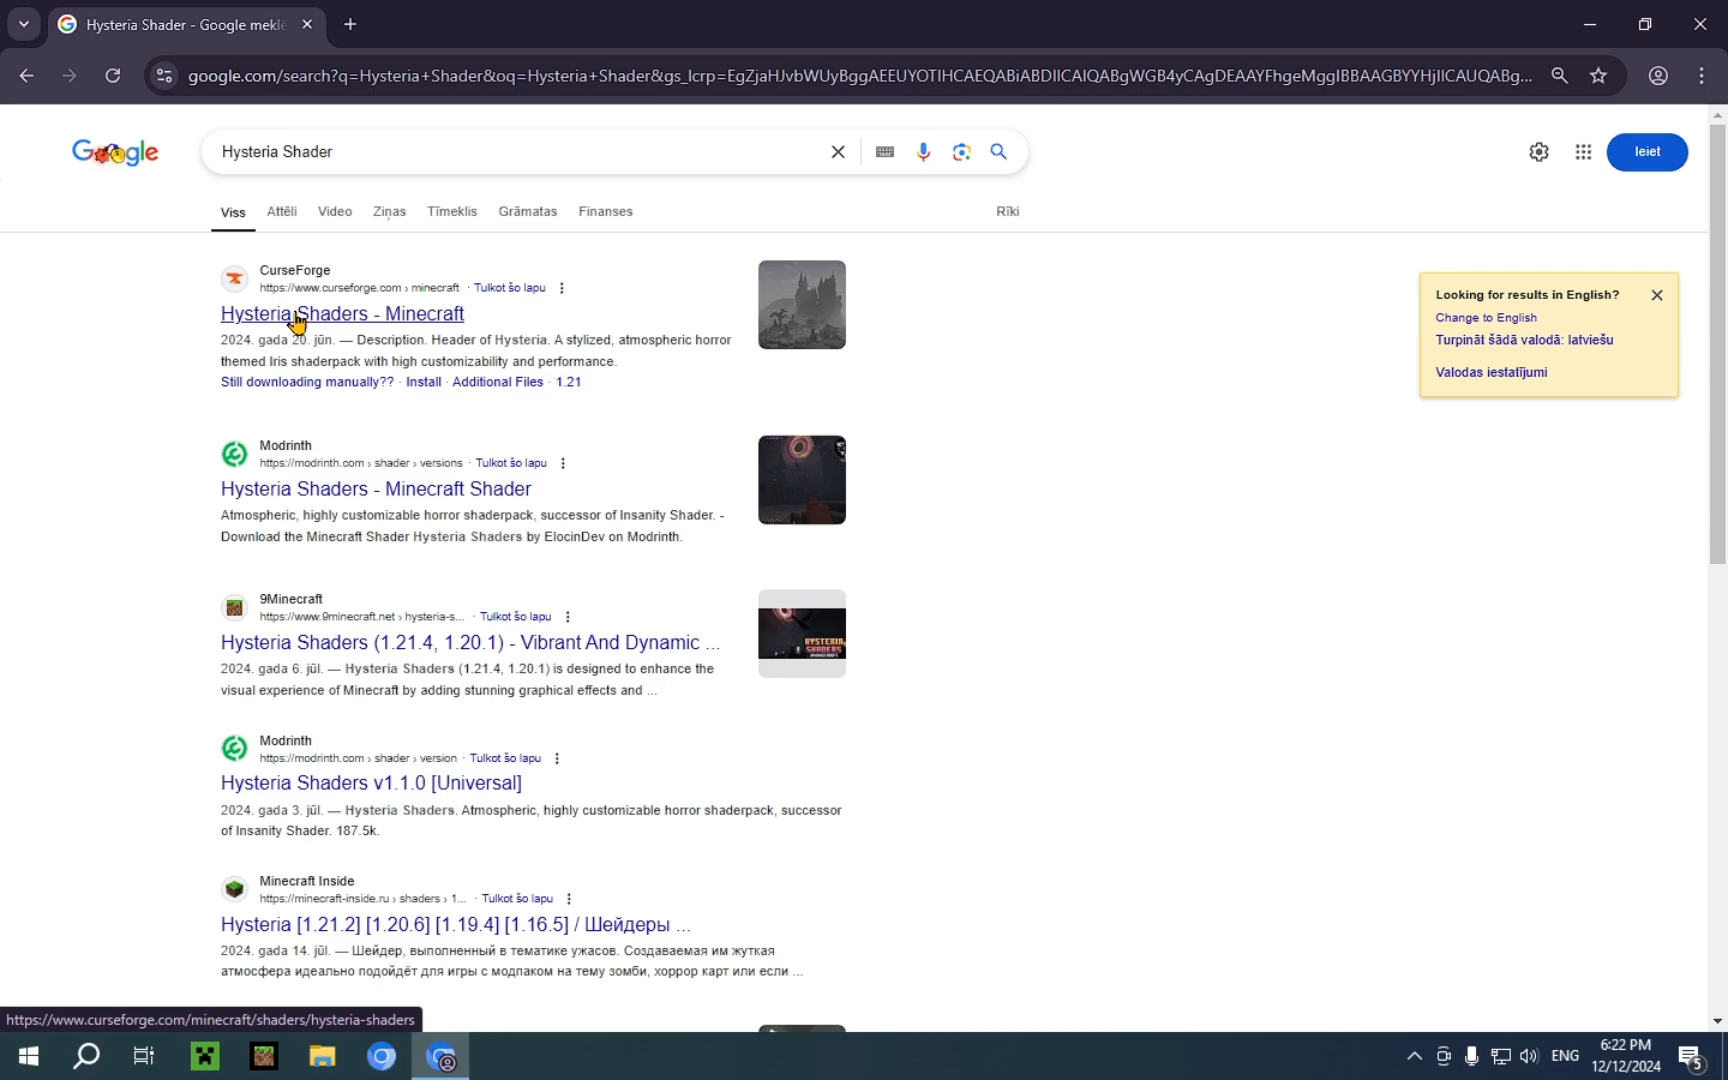 Hysteria Shader - Google meklē
google.com/search?q=Hysteria+Shader&oq=Hysteria+Shader&gs_lcrp=EgZjaHJvbWUyBggAEEUYOTIHCAEQABiABDIICAIQABgWGB4yCAgDEAAYFhgeMggIBBAAGBYYHjIICAUQABg...
Google
Hysteria Shader
Ieiet
Viss Attēli Video Ziņas Tīmeklis Grāmatas Finanses Rīki
CurseForge
https://www.curseforge.com › minecraft · Tulkot šo lapu
Hysteria Shaders - Minecraft
2024. gada 20. jūn. — Description. Header of Hysteria. A stylized, atmospheric horror
themed Iris shaderpack with high customizability and performance.
Still downloading manually?? · Install · Additional Files · 1.21
Looking for results in English?
Change to English
Turpināt šādā valodā: latviešu
Valodas iestatījumi
Modrinth
https://modrinth.com › shader › versions · Tulkot šo lapu
Hysteria Shaders - Minecraft Shader
Atmospheric, highly customizable horror shaderpack, successor of Insanity Shader. -
Download the Minecraft Shader Hysteria Shaders by ElocinDev on Modrinth.
9Minecraft
https://www.9minecraft.net › hysteria-s... · Tulkot šo lapu
Hysteria Shaders (1.21.4, 1.20.1) - Vibrant And Dynamic ...
2024. gada 6. jūl. — Hysteria Shaders (1.21.4, 1.20.1) is designed to enhance the
visual experience of Minecraft by adding stunning graphical effects and ...
HYSTERIA
SHADERS
Modrinth
https://modrinth.com › shader › version · Tulkot šo lapu
Hysteria Shaders v1.1.0 [Universal]
2024. gada 3. jūl. — Hysteria Shaders. Atmospheric, highly customizable horror shaderpack, successor
of Insanity Shader. 187.5k.
Minecraft Inside
https://minecraft-inside.ru › shaders › 1... · Tulkot šo lapu
Hysteria [1.21.2] [1.20.6] [1.19.4] [1.16.5] / Шейдеры ...
2024. gada 14. jūl. — Шейдер, выполненный в тематике ужасов. Создаваемая им жуткая
атмосфера идеально подойдёт для игры с модпаком на тему зомби, хоррор карт или если ...
https://www.curseforge.com/minecraft/shaders/hysteria-shaders
ENG
6:22 PM
12/12/2024
5